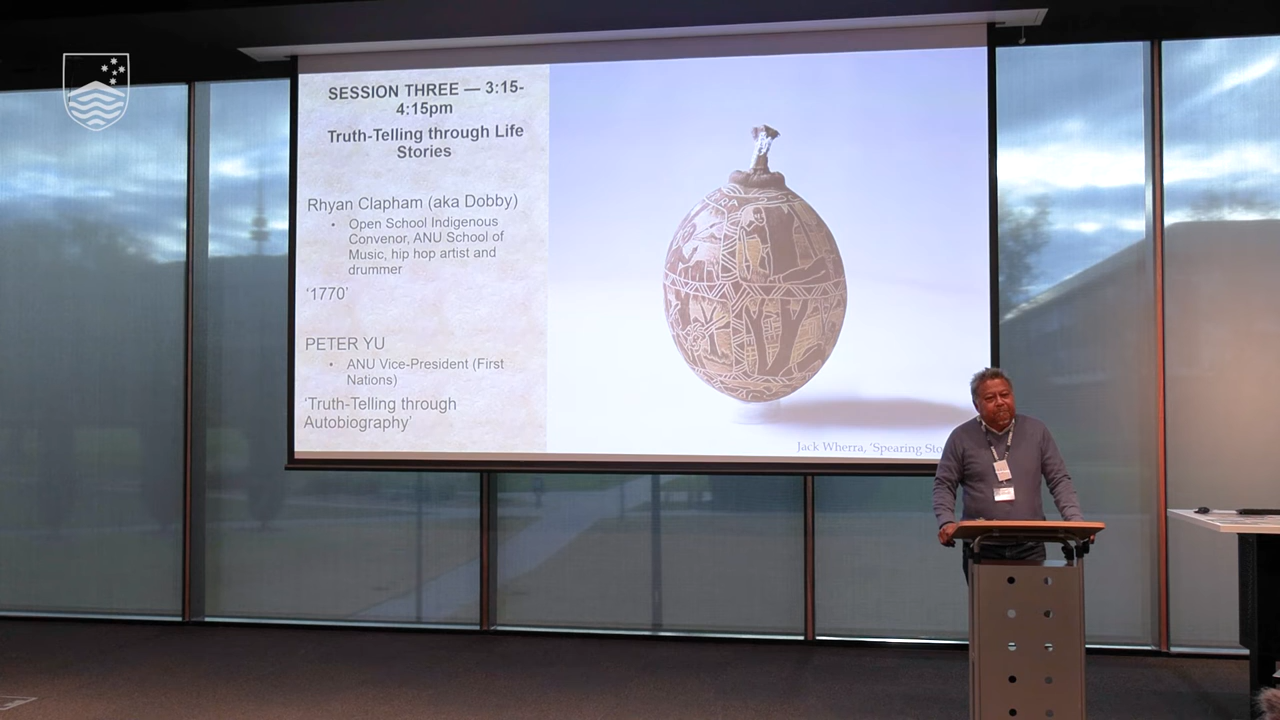 SESSION THREE — 3:15-
4:15pm
Truth-Telling through Life
Stories
Rhyan Clapham (aka Dobby)
• Open School Indigenous
Convenor, ANU School of
Music, hip hop artist and
drummer
‘1770’
PETER YU
• ANU Vice-President (First
Nations)
‘Truth-Telling through
Autobiography’
Jack Wherra, ‘Spearing